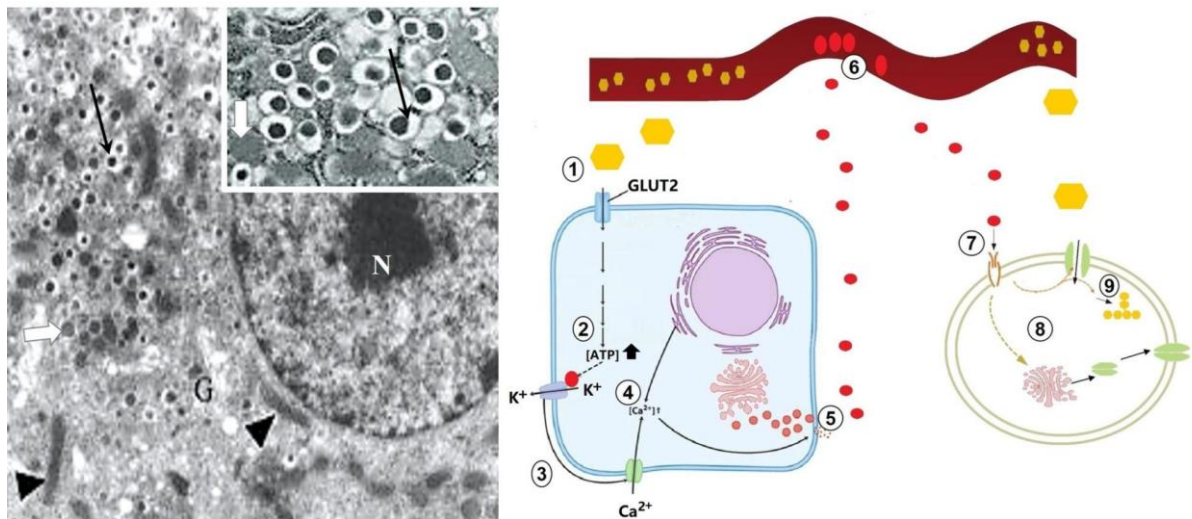 N
G
①
GLUT2
②
[ATP]
K⁺
K⁺
③
④
[Ca²⁺]↑
Ca²⁺
⑤
⑥
⑦
⑧
⑨